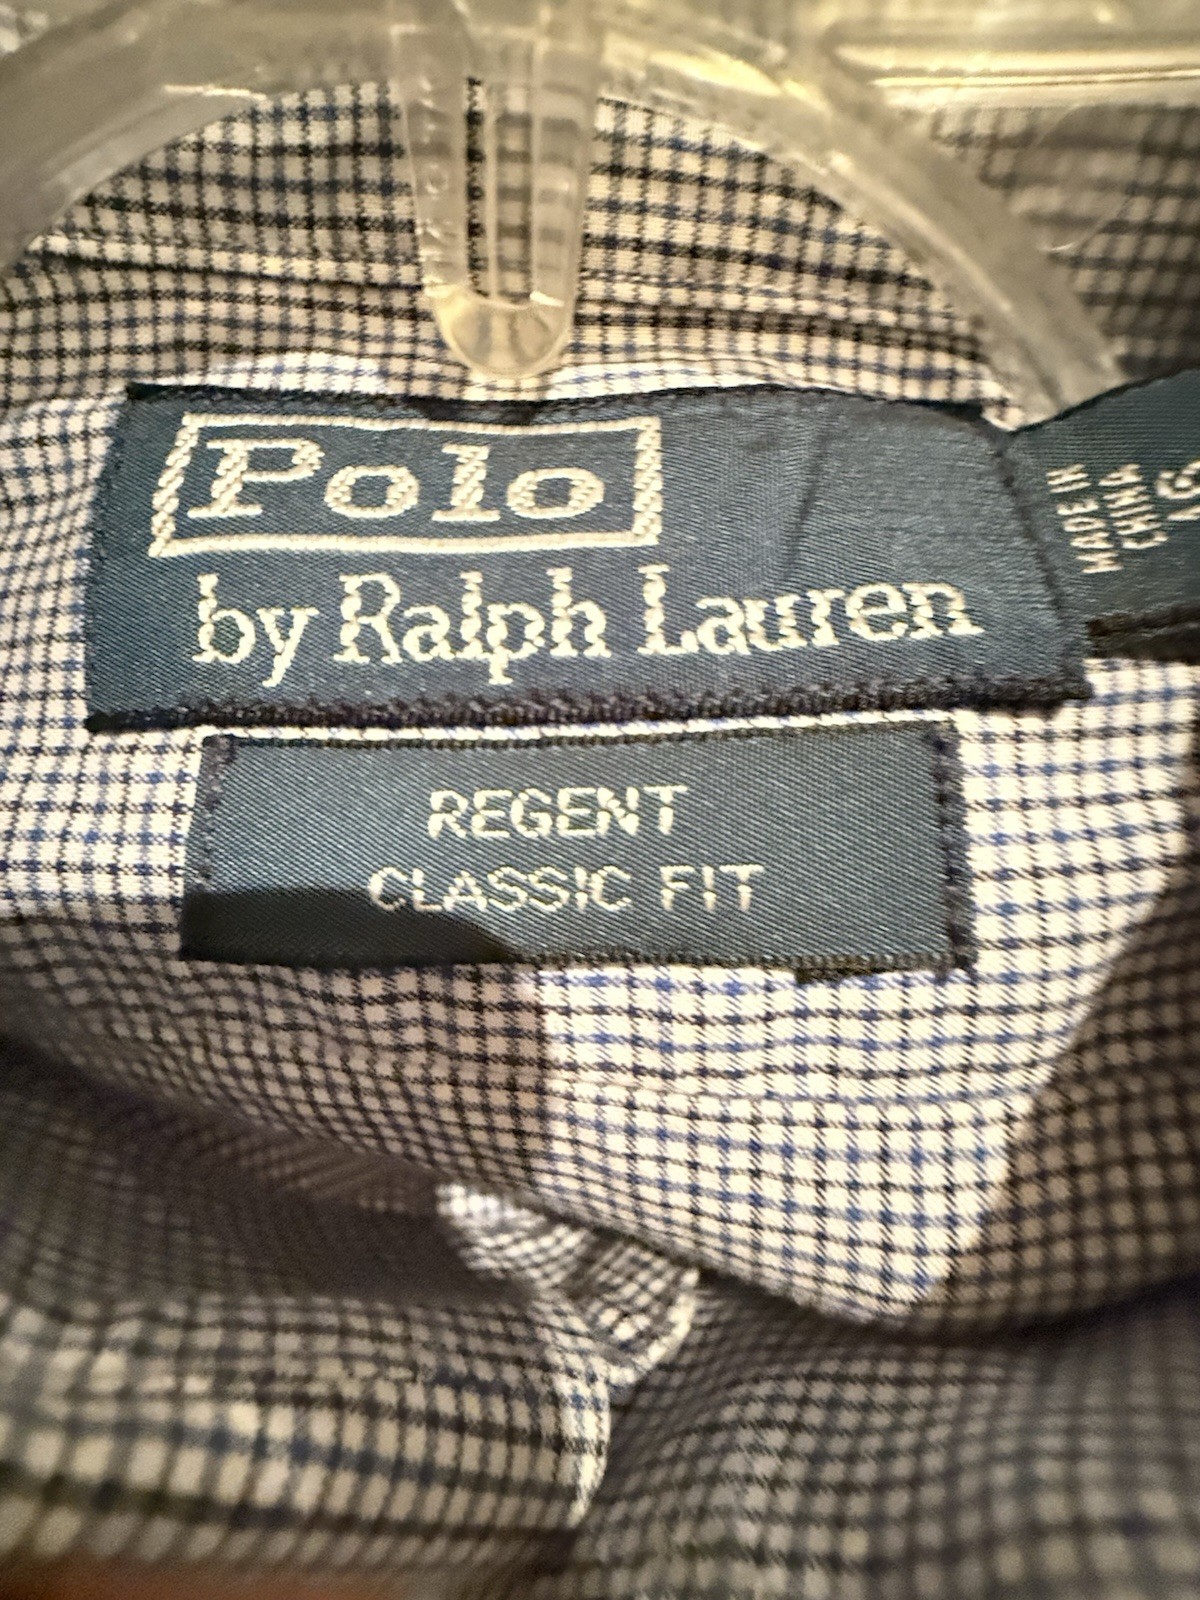 Polo
by Ralph Lauren
MADE IN
CHINA
REGENT
CLASSIC FIT